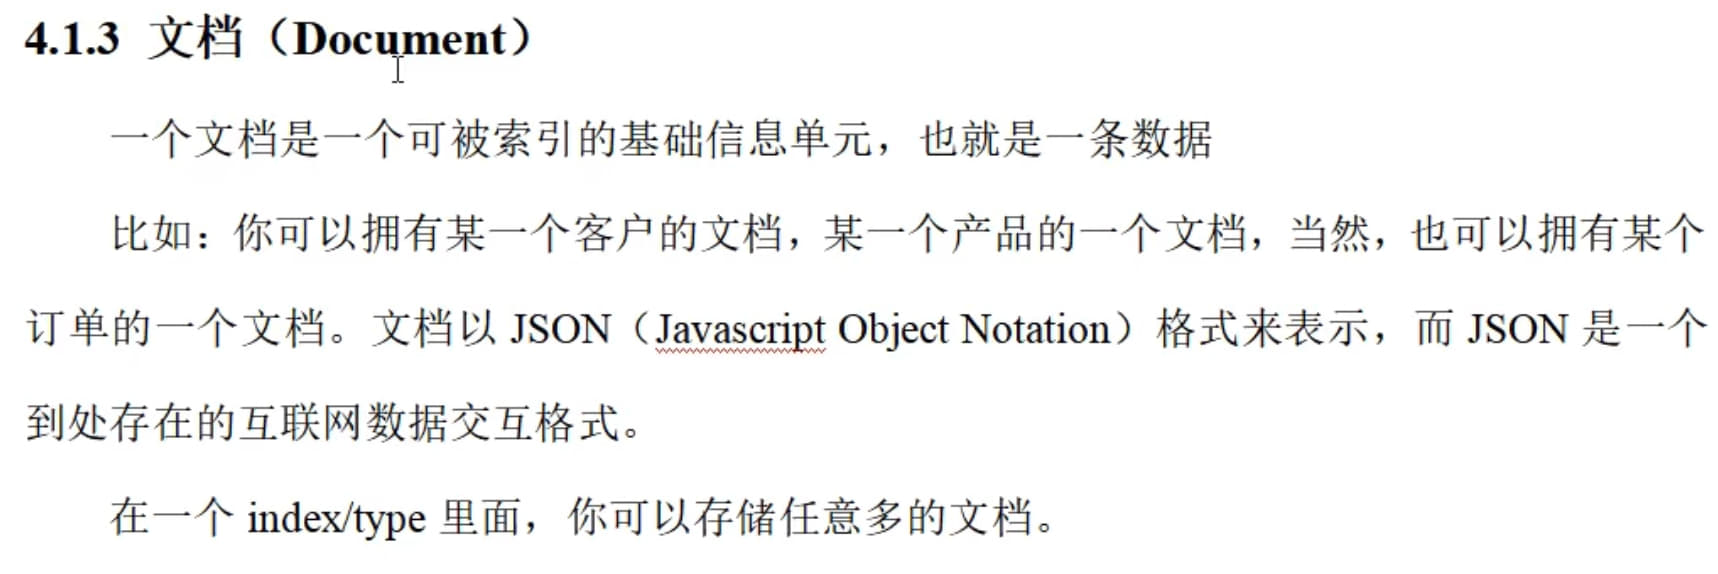 4.1.3 文档（Document）
一个文档是一个可被索引的基础信息单元，也就是一条数据
比如：你可以拥有某一个客户的文档，某一个产品的一个文档，当然，也可以拥有某个
订单的一个文档。文档以 JSON（Javascript Object Notation）格式来表示，而 JSON 是一个
到处存在的互联网数据交互格式。
在一个 index/type 里面，你可以存储任意多的文档。